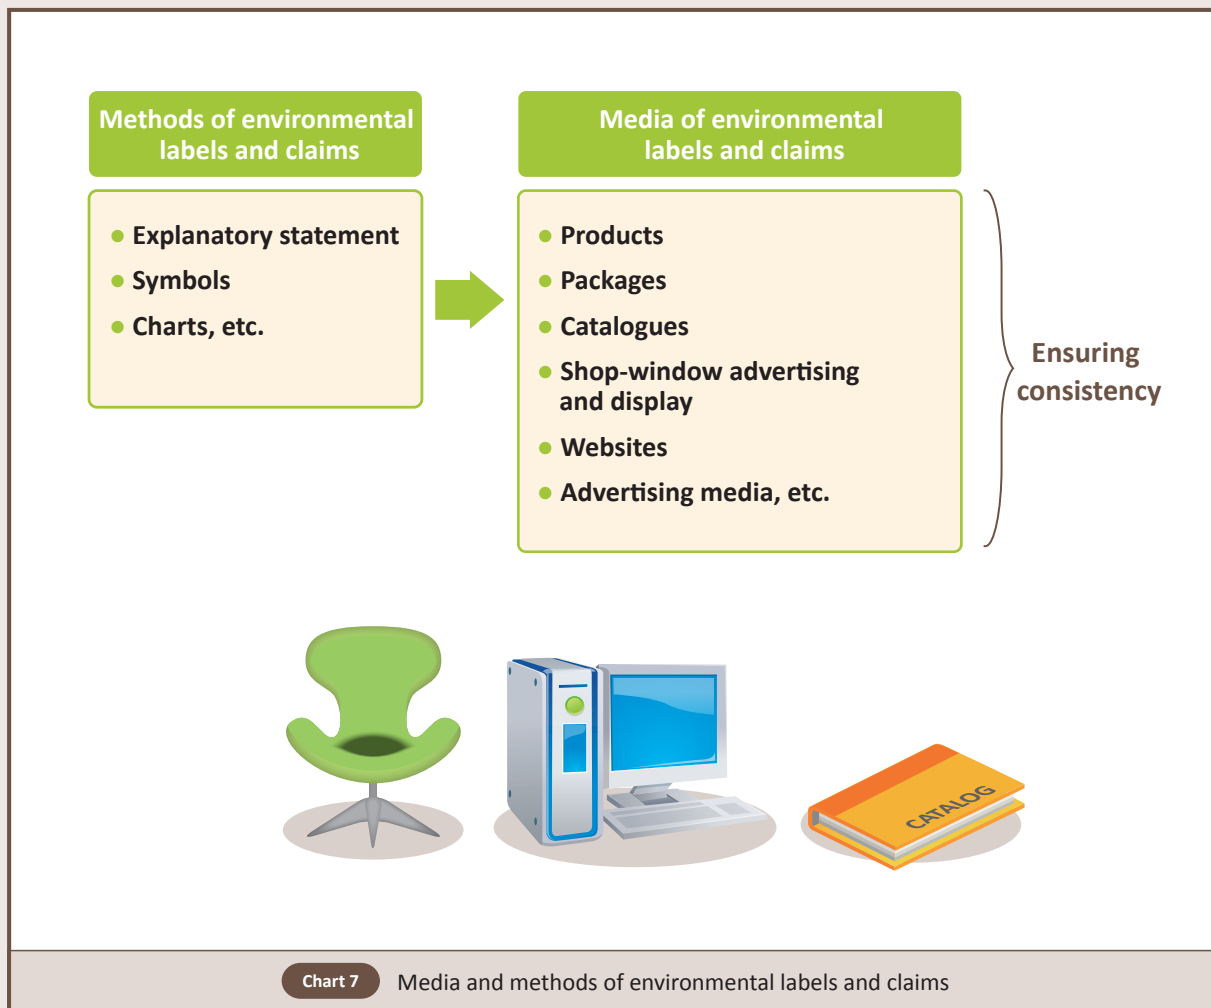 Methods of environmental
labels and claims
● Explanatory statement
● Symbols
● Charts, etc.
Media of environmental
labels and claims
● Products
● Packages
● Catalogues
● Shop-window advertising
and display
● Websites
● Advertising media, etc.
Ensuring
consistency
CATALOG
Chart 7 Media and methods of environmental labels and claims